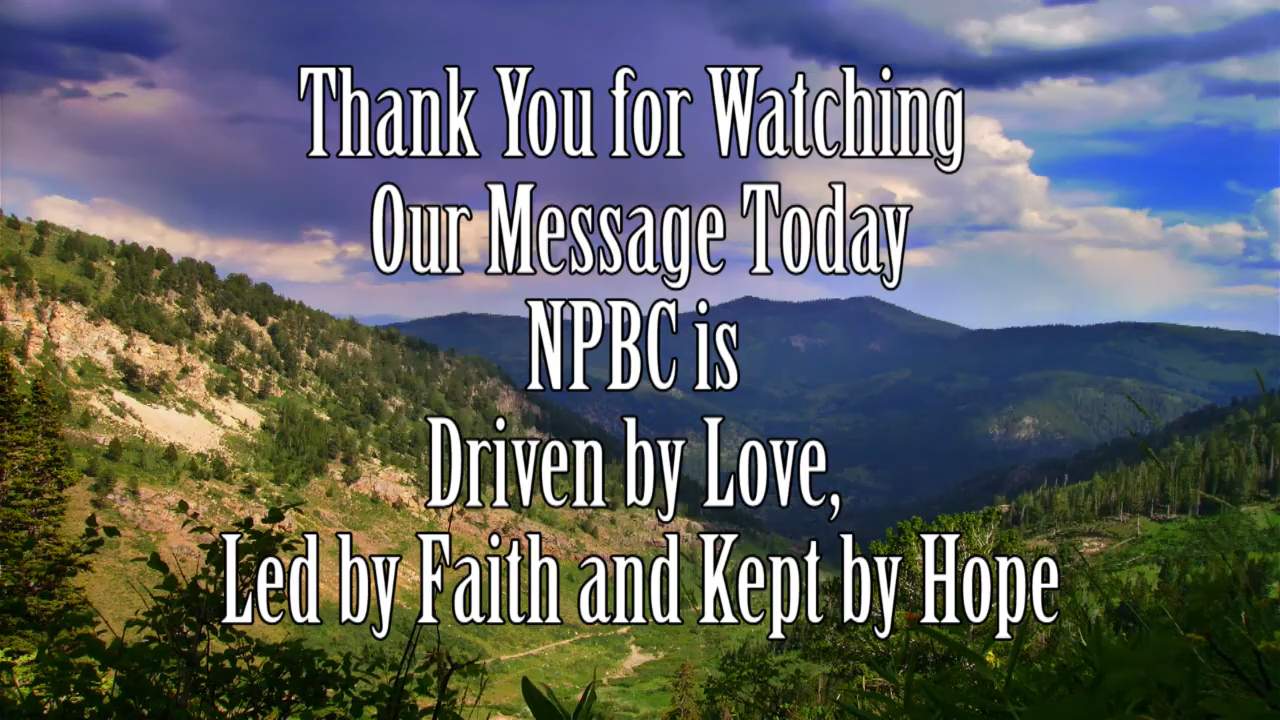 Thank You for Watching
Our Message Today
NPBC is
Driven by Love,
Led by Faith and Kept by Hope